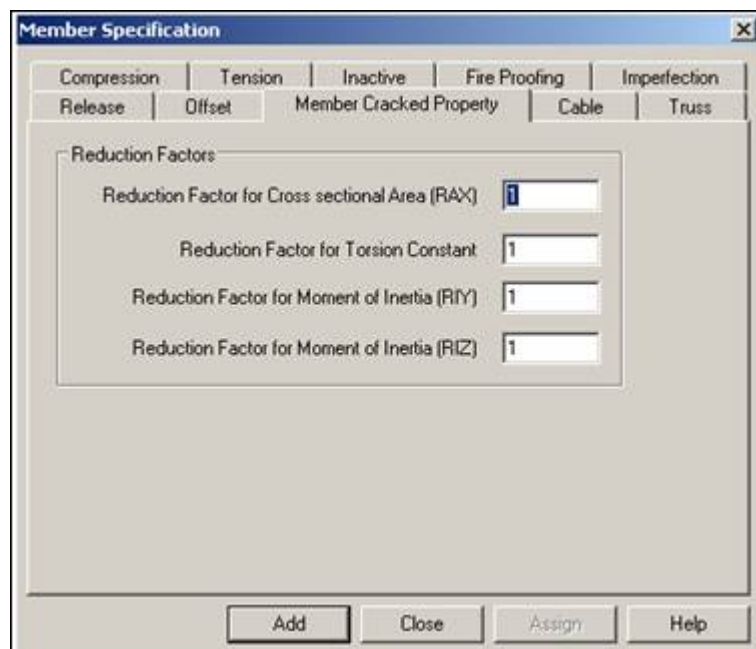 Member Specification
Compression Tension Inactive Fire Proofing Imperfection
Release Offset Member Cracked Property Cable Truss
Reduction Factors
Reduction Factor for Cross sectional Area (RAX) 1
Reduction Factor for Torsion Constant 1
Reduction Factor for Moment of Inertia (RIY) 1
Reduction Factor for Moment of Inertia (RIZ) 1
Add Close Assign Help